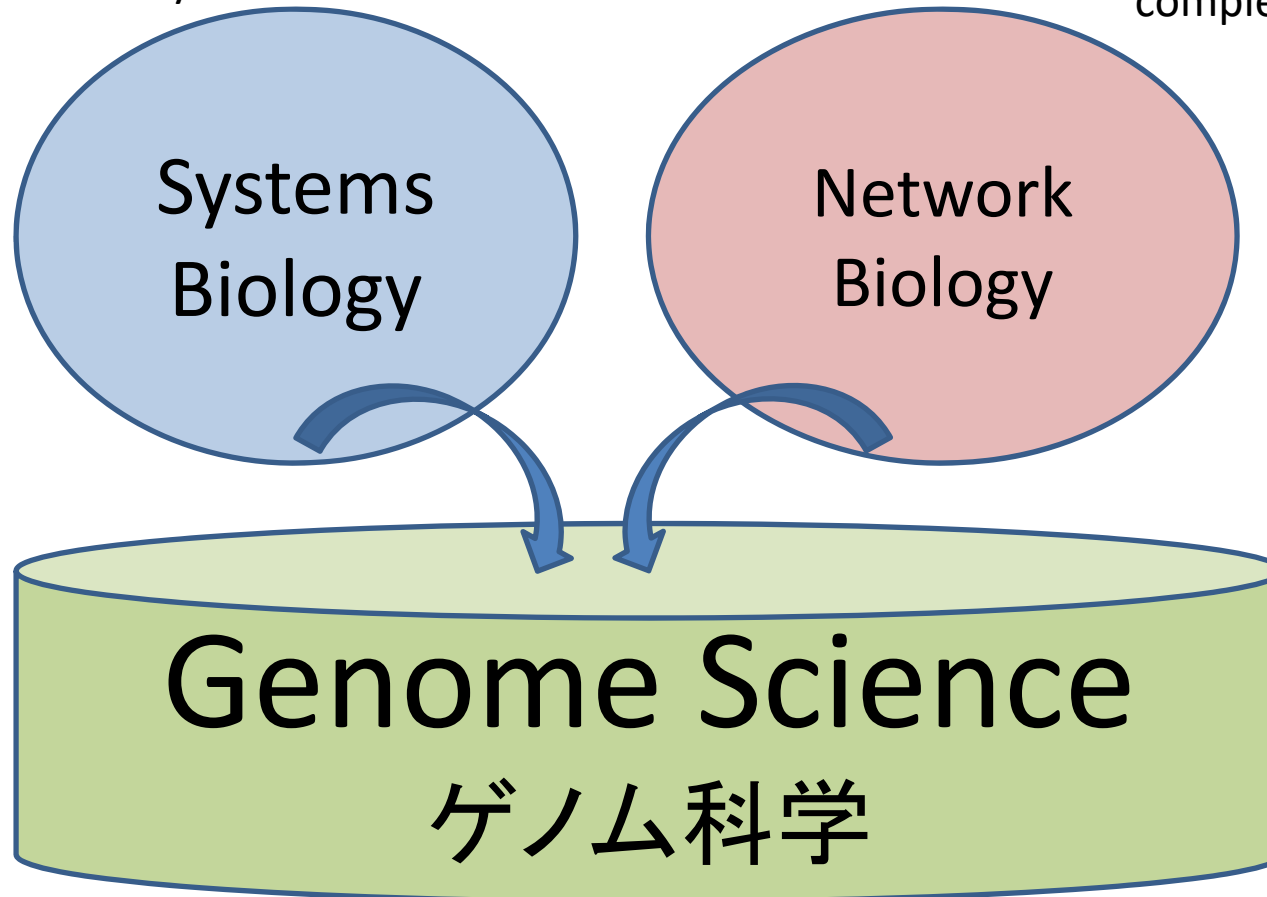 Systems
Biology
Network
Biology
Genome Science
ゲノム科学